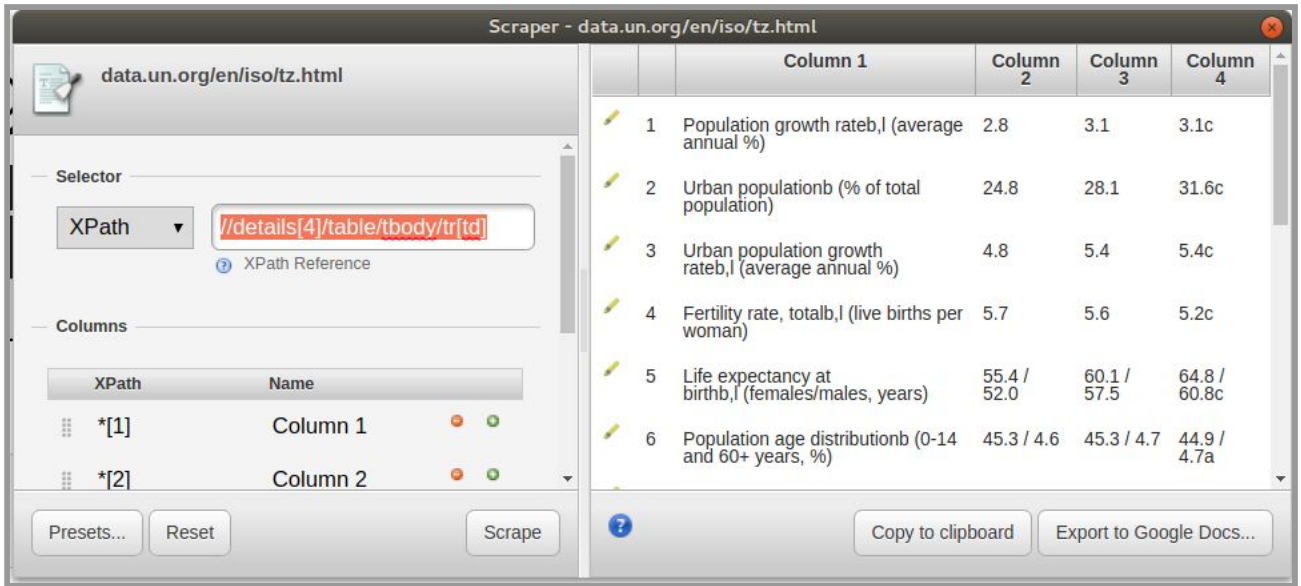 Scraper - data.un.org/en/iso/tz.html
data.un.org/en/iso/tz.html
Selector
XPath
//details[4]/table/tbody/tr[td]
XPath Reference
Columns
XPath Name
*[1] Column 1
*[2] Column 2
Presets... Reset Scrape
Column 1 Column 2 Column 3 Column 4
1 Population growth rateb,l (average 2.8 3.1 3.1c
annual %)
2 Urban populationb (% of total 24.8 28.1 31.6c
population)
3 Urban population growth 4.8 5.4 5.4c
rateb,l (average annual %)
4 Fertility rate, totalb,l (live births per 5.7 5.6 5.2c
woman)
5 Life expectancy at 55.4 / 60.1 / 64.8 /
birthb,l (females/males, years) 52.0 57.5 60.8c
6 Population age distributionb (0-14 45.3 / 4.6 45.3 / 4.7 44.9 /
and 60+ years, %) 4.7a
? Copy to clipboard Export to Google Docs...